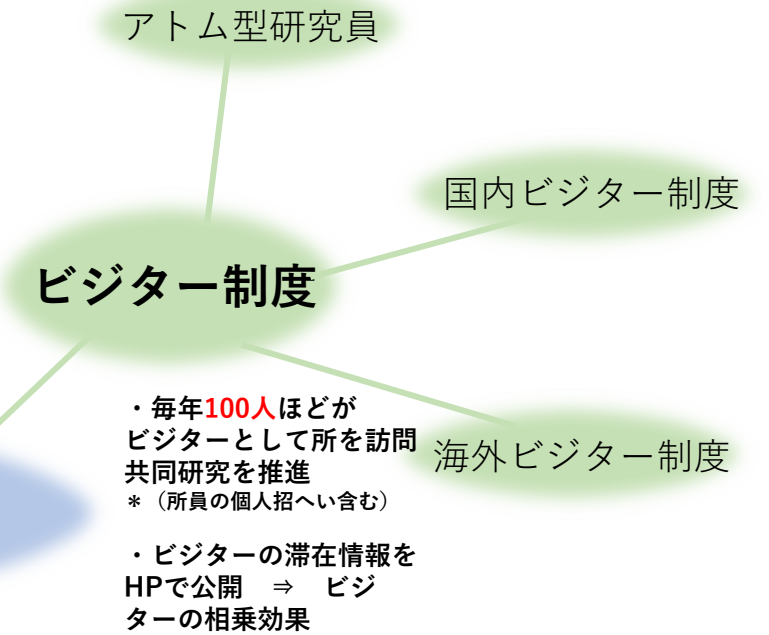 アトム型研究員
国内ビジター制度
ビジター制度
・毎年100人ほどが
ビジターとして所を訪問
共同研究を推進
＊（所員の個人招へい含む）
海外ビジター制度
・ビジターの滞在情報を
HPで公開　⇒　ビジ
ターの相乗効果